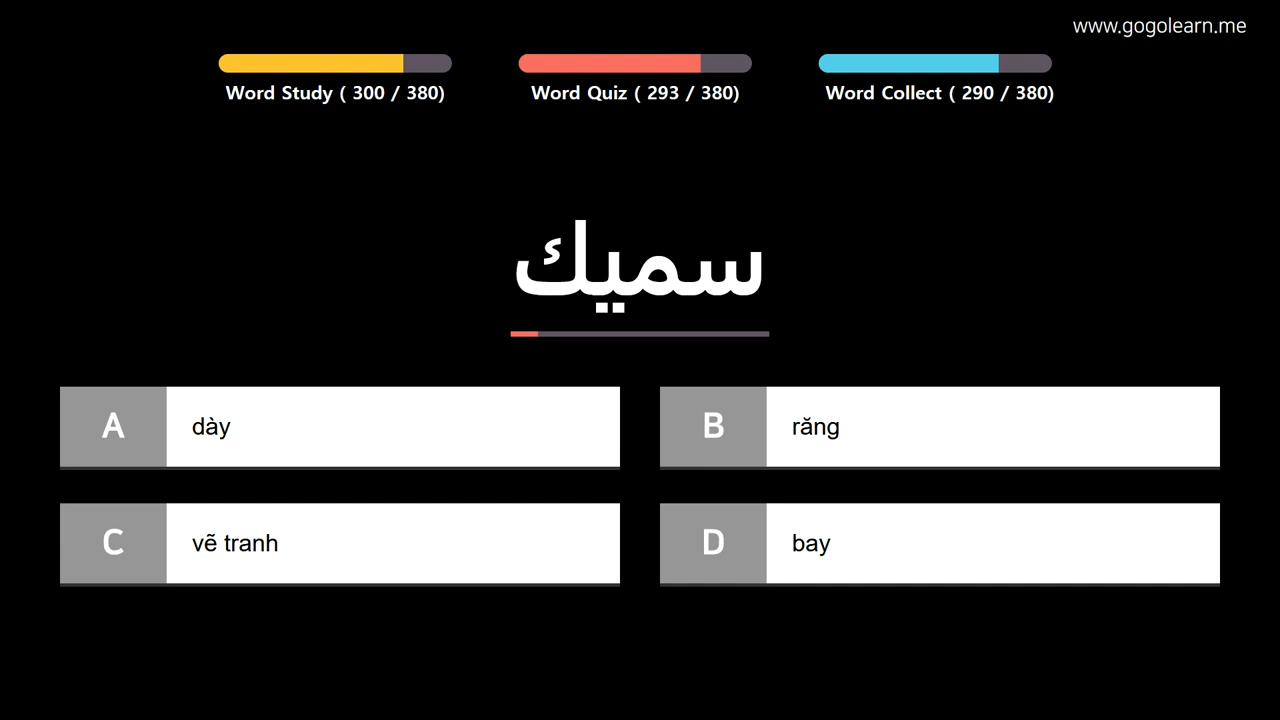 www.gogolearn.me
Word Study ( 300 / 380)
Word Quiz ( 293 / 380)
Word Collect ( 290 / 380)
سميك
A dày
B răng
C vẽ tranh
D bay